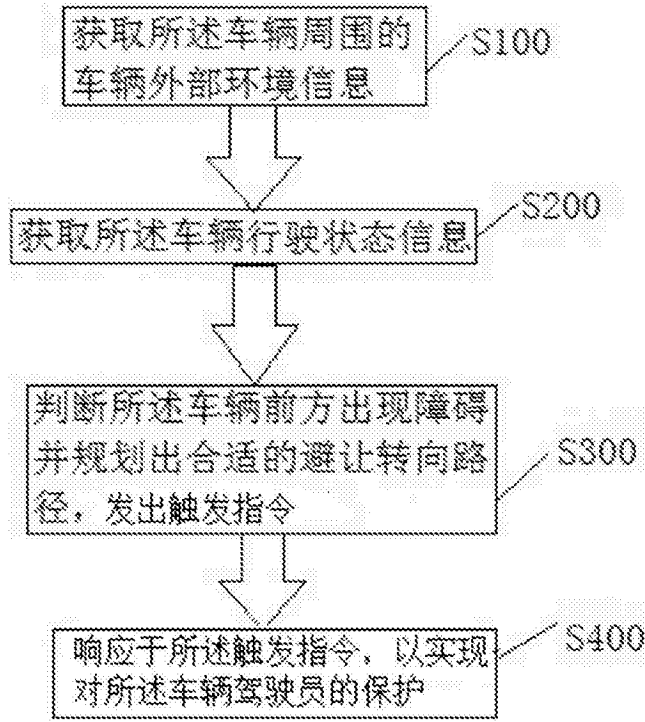 获取所述车辆周围的
车辆外部环境信息
S100
获取所述车辆行驶状态信息
S200
判断所述车辆前方出现障碍
并规划出合适的避让转向路
径，发出触发指令
S300
响应于所述触发指令，以实现
对所述车辆驾驶员的保护
S400